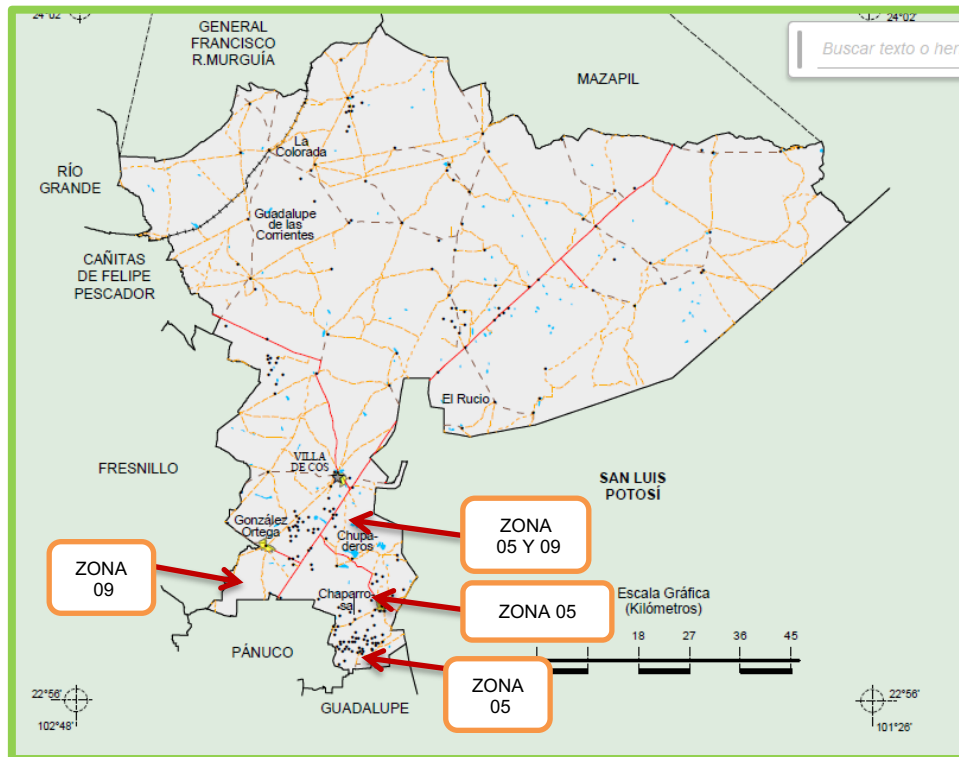 24°02'
24°02'
GENERAL
FRANCISCO
R.MURGUÍA
Buscar texto o her
MAZAPIL
La
Colorada
RÍO
GRANDE
Guadalupe
de las
Corrientes
CAÑITAS
DE FELIPE
PESCADOR
El Rucio
VILLA
DE COS
FRESNILLO
SAN LUIS
POTOSÍ
González
Ortega
ZONA
05 Y 09
Chupa-
deros
ZONA
09
Chaparro-
sa
ZONA 05
Escala Gráfica
(Kilómetros)
18 27 36 45
PÁNUCO
ZONA
05
GUADALUPE
22°56'
102°48'
22°56'
101°26'